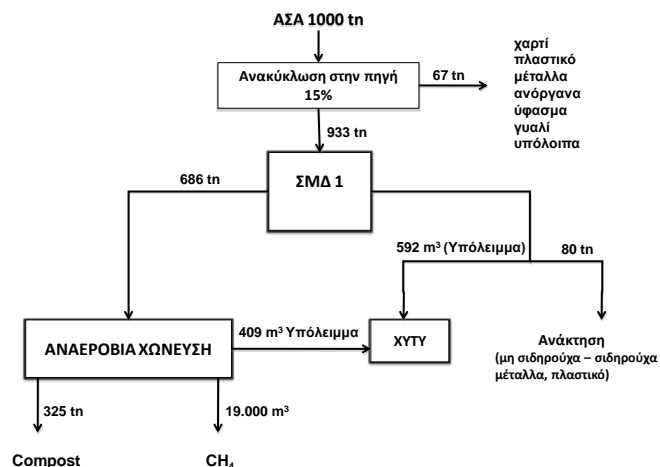 ΑΣΑ 1000 tn
Ανακύκλωση στην πηγή
15%
67 tn
χαρτί
πλαστικό
μέταλλα
ανόργανα
ύφασμα
γυαλί
υπόλοιπα
933 tn
ΣΜΔ 1
686 tn
592 m³ (Υπόλειμμα)
80 tn
ΑΝΑΕΡΟΒΙΑ ΧΩΝΕΥΣΗ
409 m³ Υπόλειμμα
ΧΥΤΥ
Ανάκτηση
(μη σιδηρούχα – σιδηρούχα
μέταλλα, πλαστικό)
325 tn
19.000 m³
Compost
CH₄